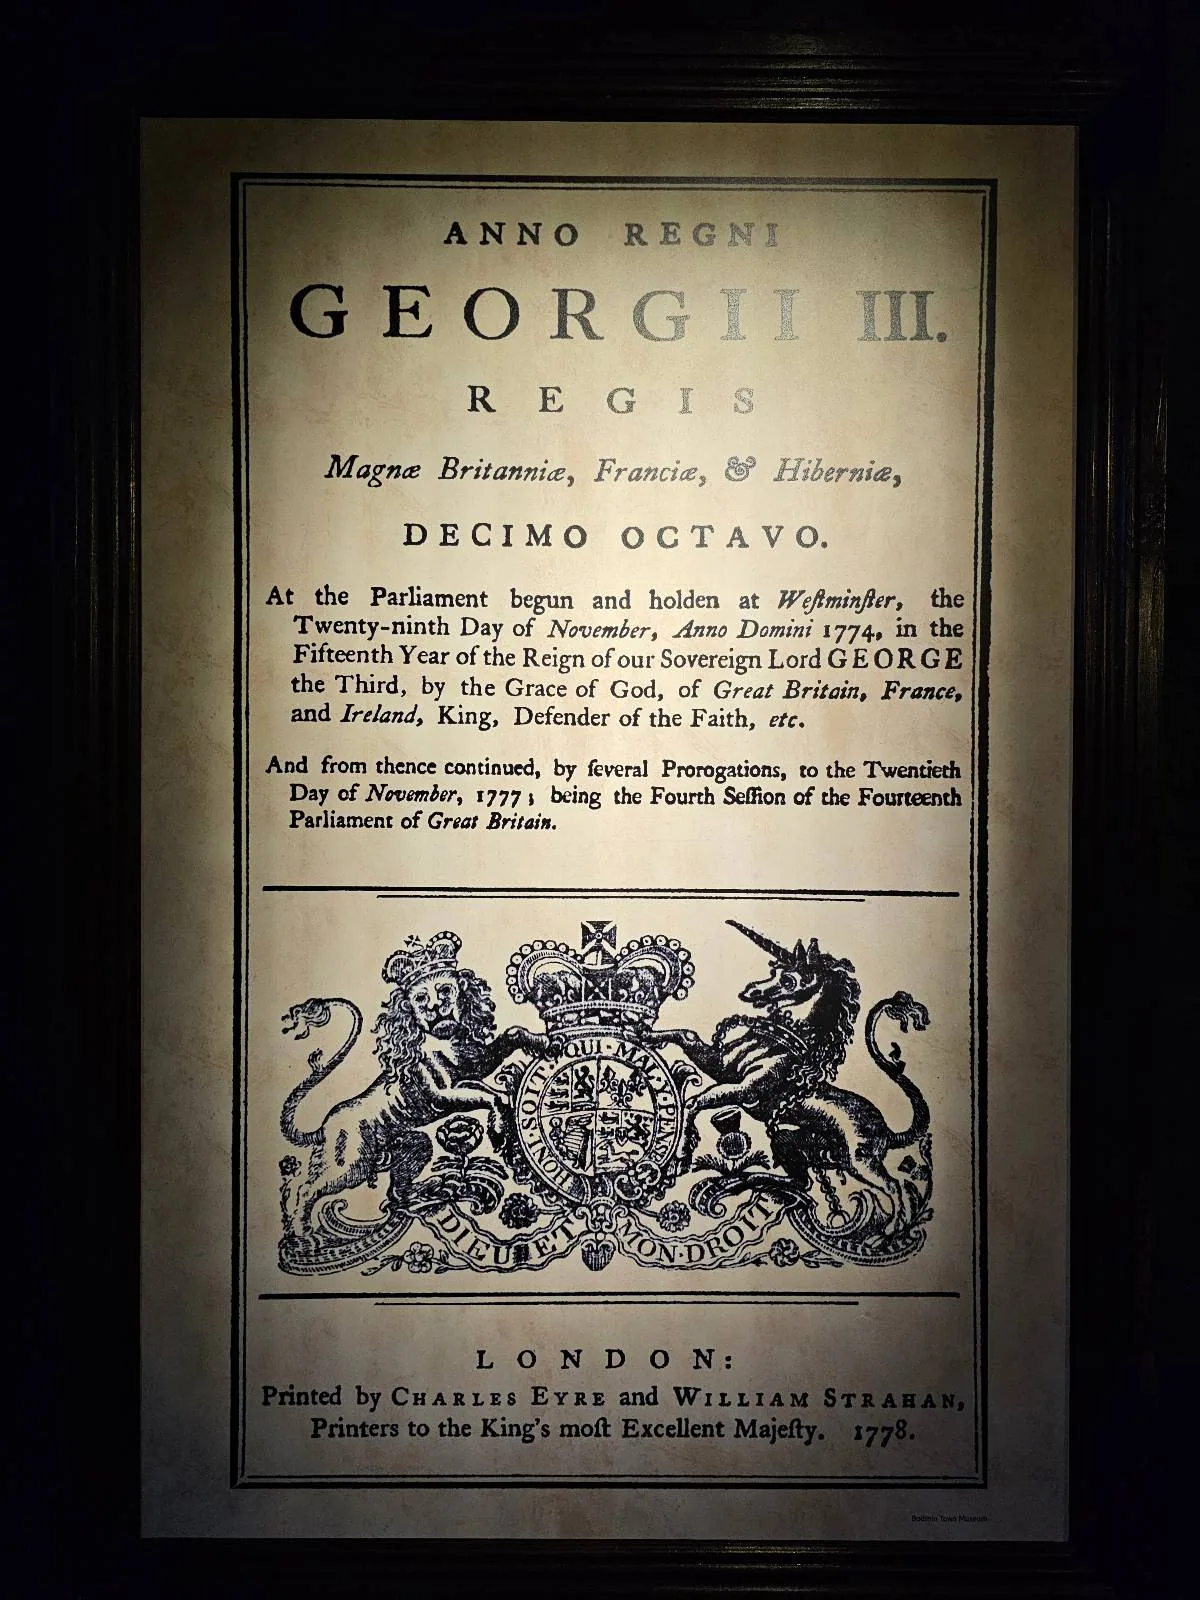 ANNO REGNI
GEORGII III.
REGIS
Magnæ Britanniæ, Franciæ, & Hiberniæ,
DECIMO OCTAVO.
At the Parliament begun and holden at Weſtminſter, the
Twenty-ninth Day of November, Anno Domini 1774, in the
Fifteenth Year of the Reign of our Sovereign Lord GEORGE
the Third, by the Grace of God, of Great Britain, France,
and Ireland, King, Defender of the Faith, etc.
And from thence continued, by ſeveral Prorogations, to the Twentieth
Day of November, 1777; being the Fourth Seſſion of the Fourteenth
Parliament of Great Britain.
HONI·SOIT·QUI·MAL·Y·PENSE
DIEU ET MON·DROIT
LONDON:
Printed by CHARLES EYRE and WILLIAM STRAHAN,
Printers to the King's moſt Excellent Majeſty. 1778.
Bodmin Town Museum